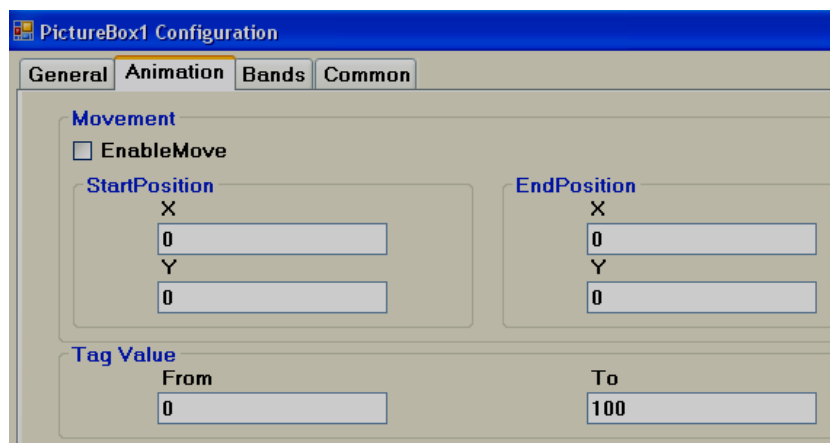 PictureBox1 Configuration
General Animation Bands Common
Movement
EnableMove
StartPosition
X
0
Y
0
EndPosition
X
0
Y
0
Tag Value
From
0
To
100